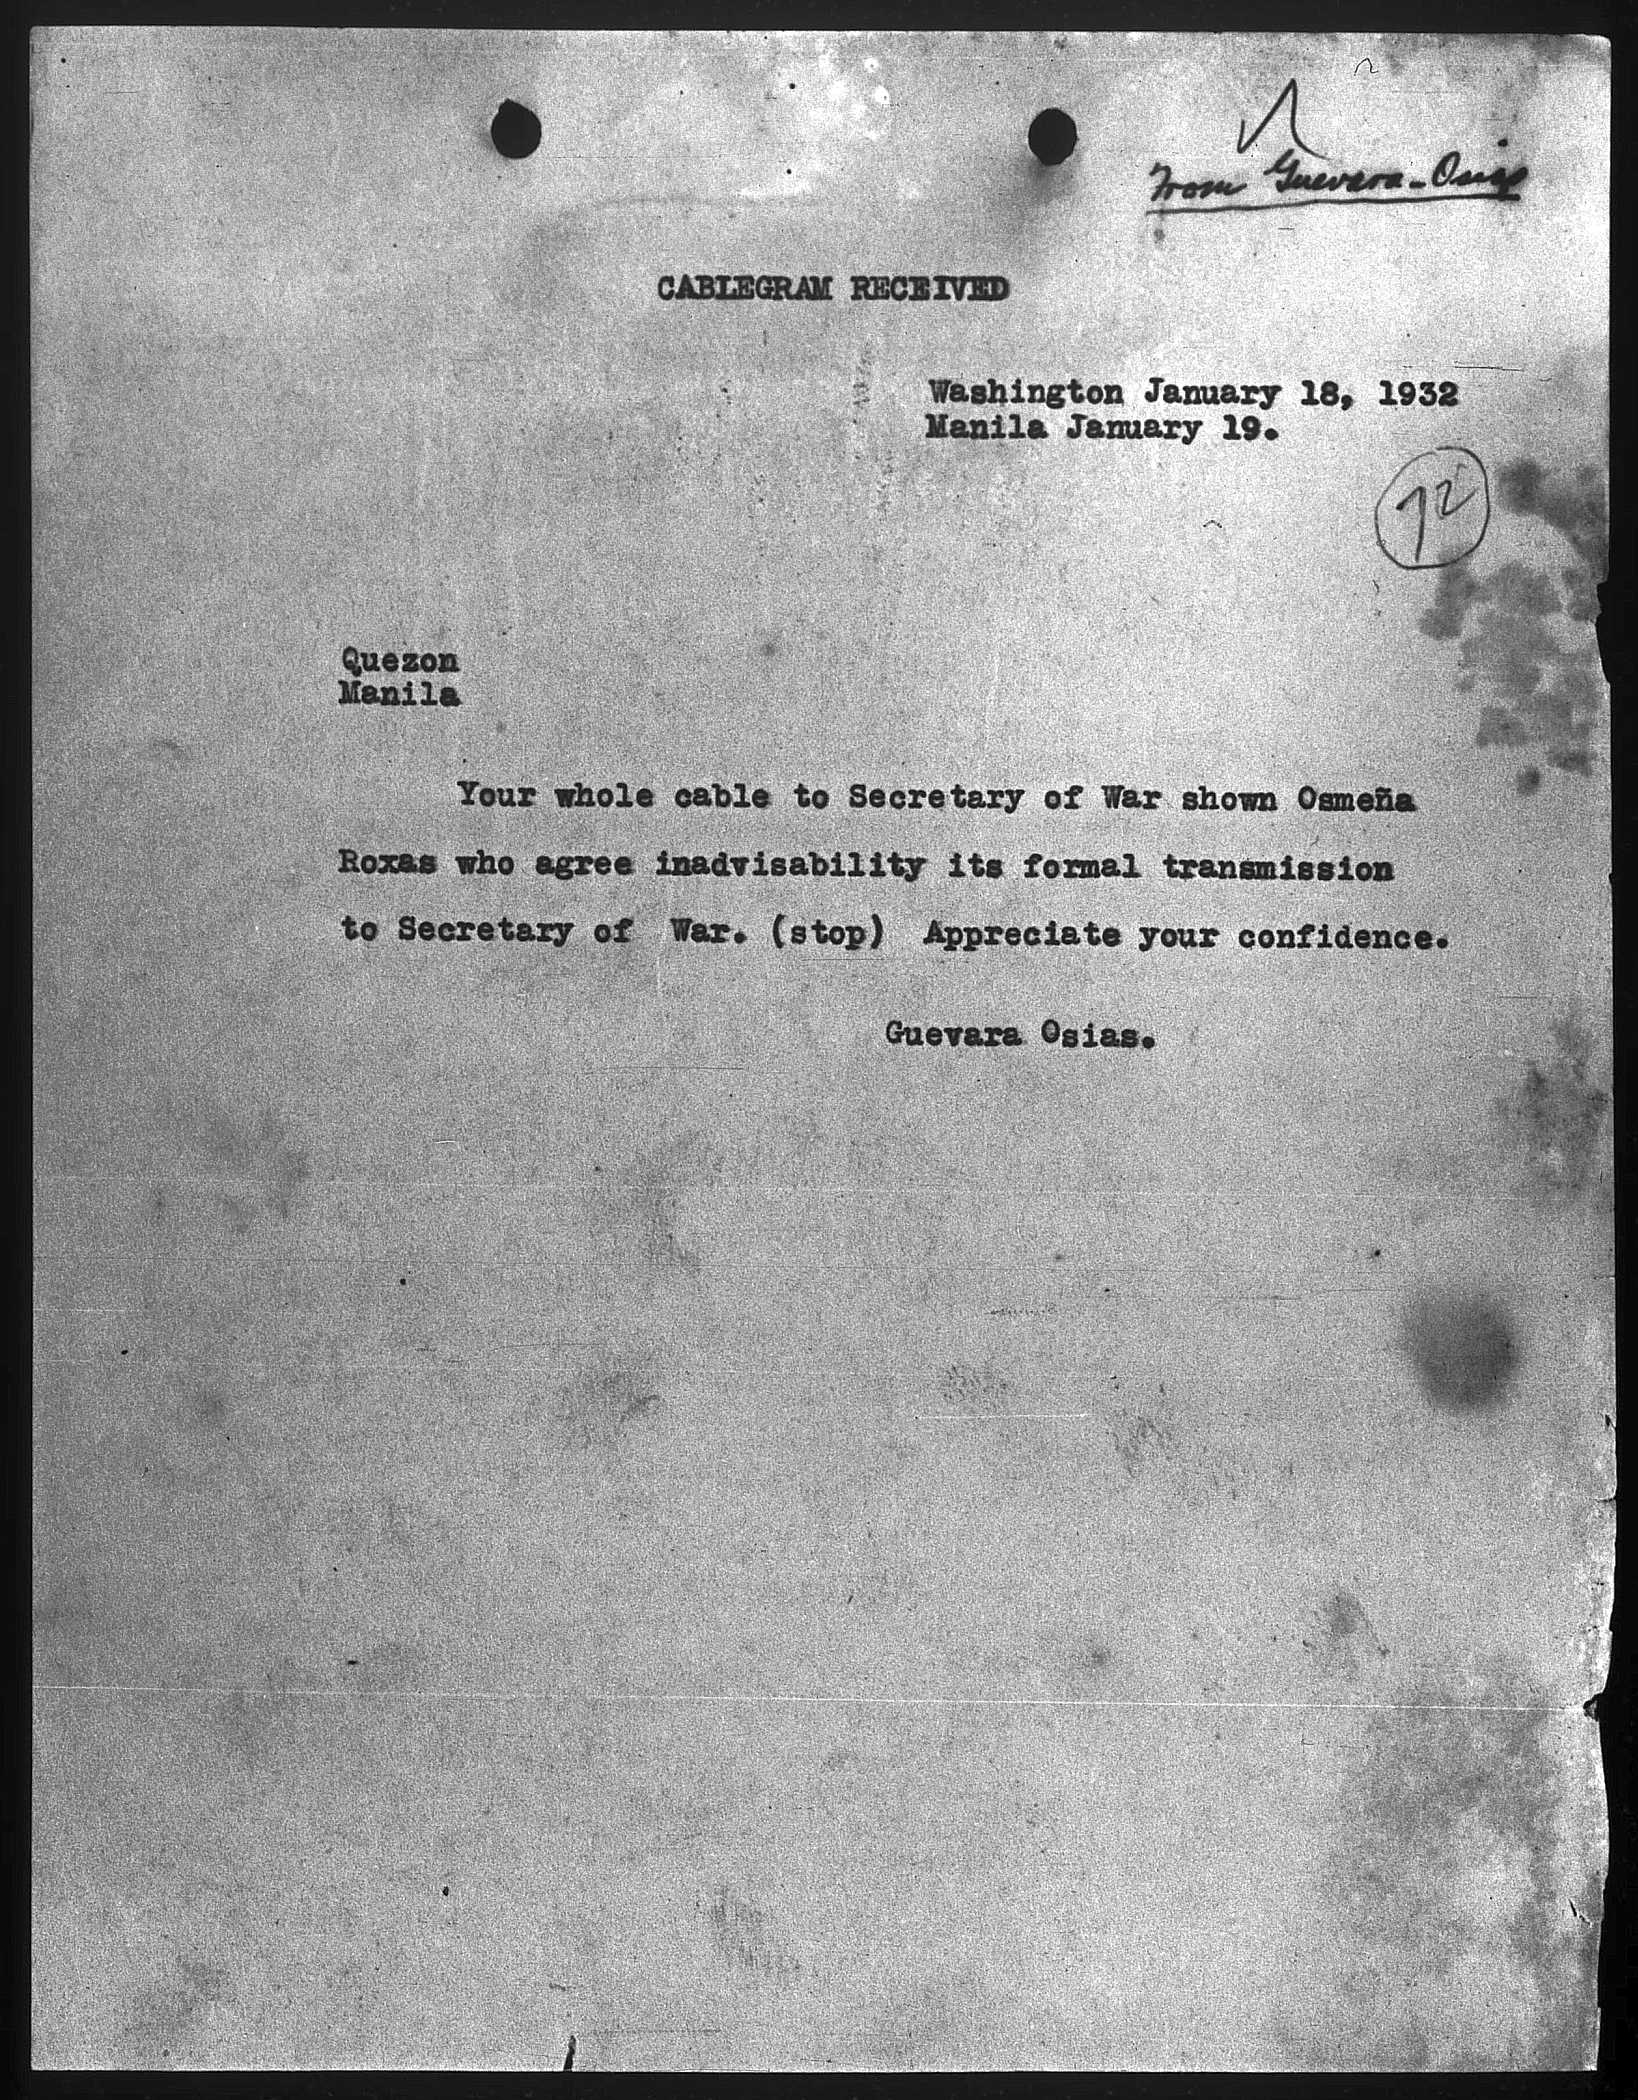 From Guevara-Osias
CABLEGRAM RECEIVED
Washington January 18, 1932
Manila January 19.
72
Quezon
Manila
Your whole cable to Secretary of War shown Osmeña
Roxas who agree inadvisability its formal transmission
to Secretary of War. (stop) Appreciate your confidence.
Guevara Osias.